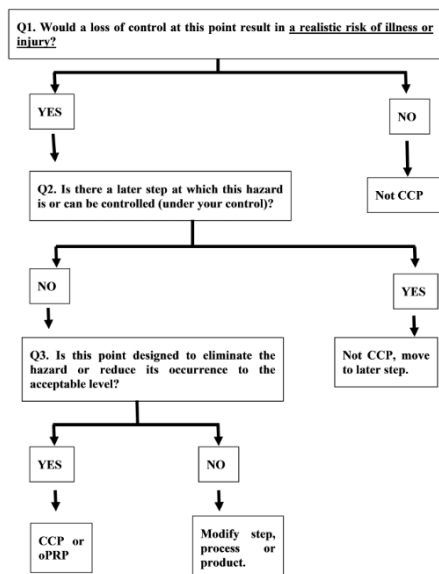 Q1. Would a loss of control at this point result in a realistic risk of illness or
injury?
YES
NO
Not CCP
Q2. Is there a later step at which this hazard
is or can be controlled (under your control)?
NO
YES
Not CCP, move
to later step.
Q3. Is this point designed to eliminate the
hazard or reduce its occurrence to the
acceptable level?
YES
NO
CCP or
oPRP
Modify step,
process or
product.